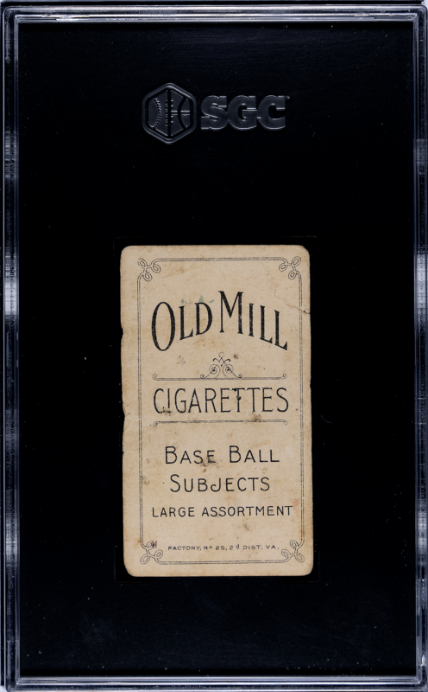 SGC
OLD MILL
CIGARETTES
BASE BALL
SUBJECTS
LARGE ASSORTMENT
FACTORY, Nº 25, 2d DIST. VA.